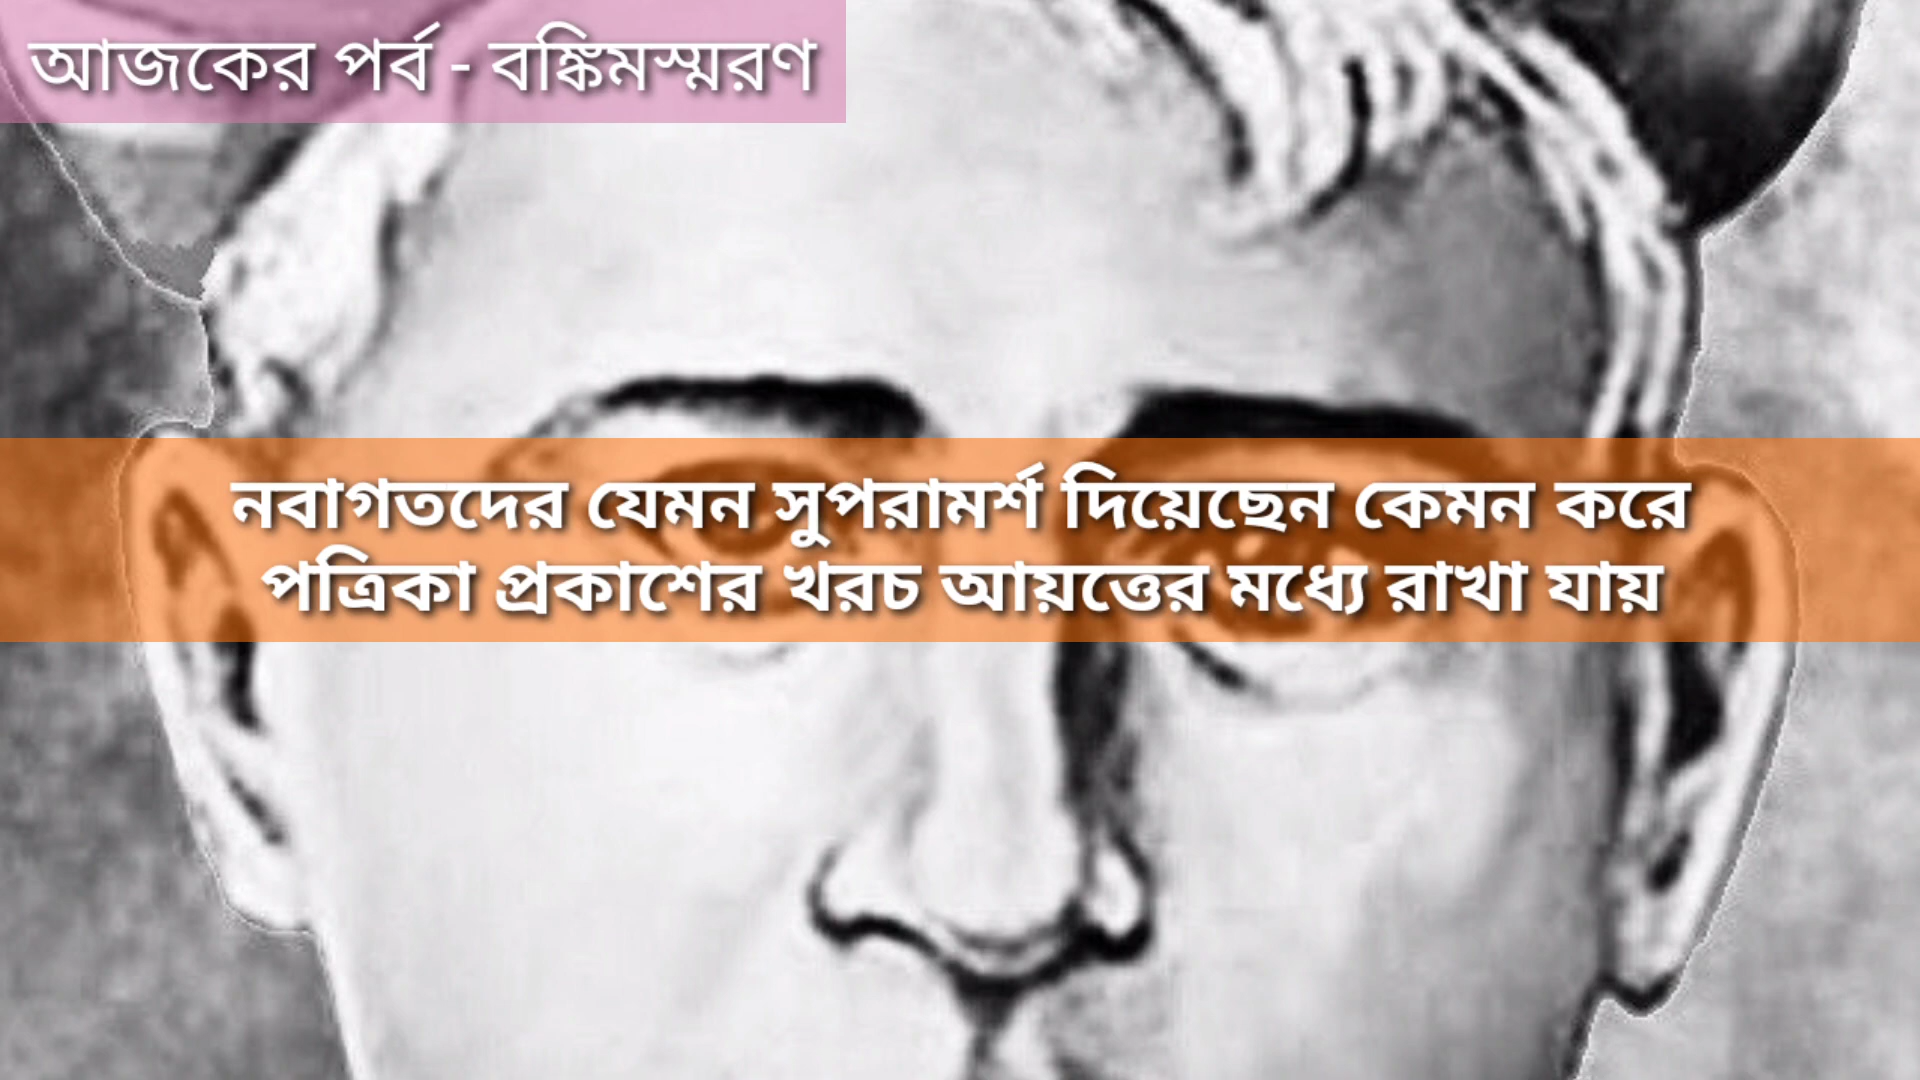 আজকের পর্ব - বঙ্কিমস্মরণ
নবাগতদের যেমন সুপরামর্শ দিয়েছেন কেমন করে
পত্রিকা প্রকাশের খরচ আয়ত্তের মধ্যে রাখা যায়